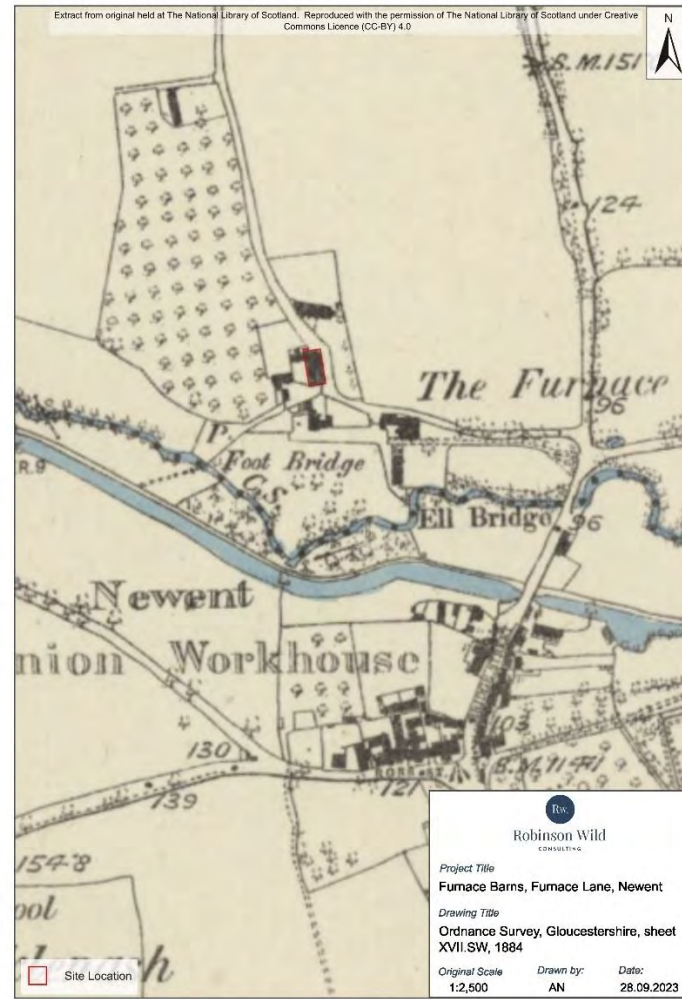 Extract from original held at The National Library of Scotland. Reproduced with the permission of The National Library of Scotland under Creative
Commons Licence (CC-BY) 4.0
N
124
The Furnace
96
P.
Foot Bridge
Ell Bridge
96
Newent
nion Workhouse
103
130
121
139
154·8
ool
Site Location
Rw.
Robinson Wild
CONSULTING
Project Title
Furnace Barns, Furnace Lane, Newent
Drawing Title
Ordnance Survey, Gloucestershire, sheet
XVII.SW, 1884
Original Scale
Drawn by:
Date:
1:2,500
AN
28.09.2023